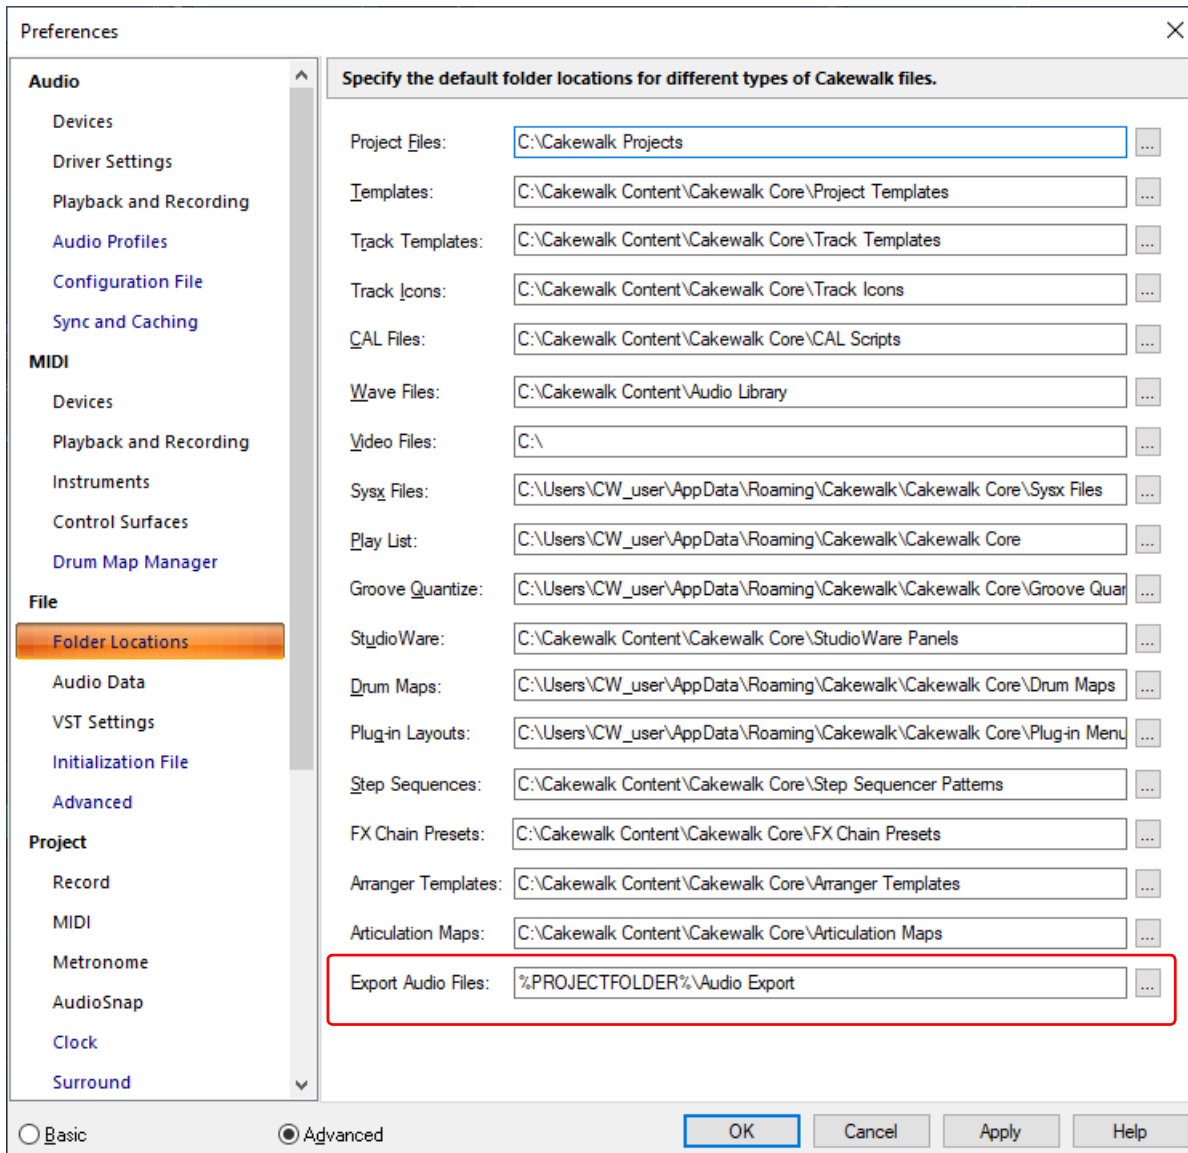 Preferences
Audio
Devices
Driver Settings
Playback and Recording
Audio Profiles
Configuration File
Sync and Caching
MIDI
Devices
Playback and Recording
Instruments
Control Surfaces
Drum Map Manager
File
Folder Locations
Audio Data
VST Settings
Initialization File
Advanced
Project
Record
MIDI
Metronome
AudioSnap
Clock
Surround
Specify the default folder locations for different types of Cakewalk files.
Project Files: C:\Cakewalk Projects ...
Templates: C:\Cakewalk Content\Cakewalk Core\Project Templates ...
Track Templates: C:\Cakewalk Content\Cakewalk Core\Track Templates ...
Track Icons: C:\Cakewalk Content\Cakewalk Core\Track Icons ...
CAL Files: C:\Cakewalk Content\Cakewalk Core\CAL Scripts ...
Wave Files: C:\Cakewalk Content\Audio Library ...
Video Files: C:\ ...
Sysx Files: C:\Users\CW_user\AppData\Roaming\Cakewalk\Cakewalk Core\Sysx Files ...
Play List: C:\Users\CW_user\AppData\Roaming\Cakewalk\Cakewalk Core ...
Groove Quantize: C:\Users\CW_user\AppData\Roaming\Cakewalk\Cakewalk Core\Groove Quar ...
StudioWare: C:\Cakewalk Content\Cakewalk Core\StudioWare Panels ...
Drum Maps: C:\Users\CW_user\AppData\Roaming\Cakewalk\Cakewalk Core\Drum Maps ...
Plug-in Layouts: C:\Users\CW_user\AppData\Roaming\Cakewalk\Cakewalk Core\Plug-in Menu ...
Step Sequences: C:\Cakewalk Content\Cakewalk Core\Step Sequencer Patterns ...
FX Chain Presets: C:\Cakewalk Content\Cakewalk Core\FX Chain Presets ...
Arranger Templates: C:\Cakewalk Content\Cakewalk Core\Arranger Templates ...
Articulation Maps: C:\Cakewalk Content\Cakewalk Core\Articulation Maps ...
Export Audio Files: %PROJECTFOLDER%\Audio Export ...
Basic Advanced OK Cancel Apply Help